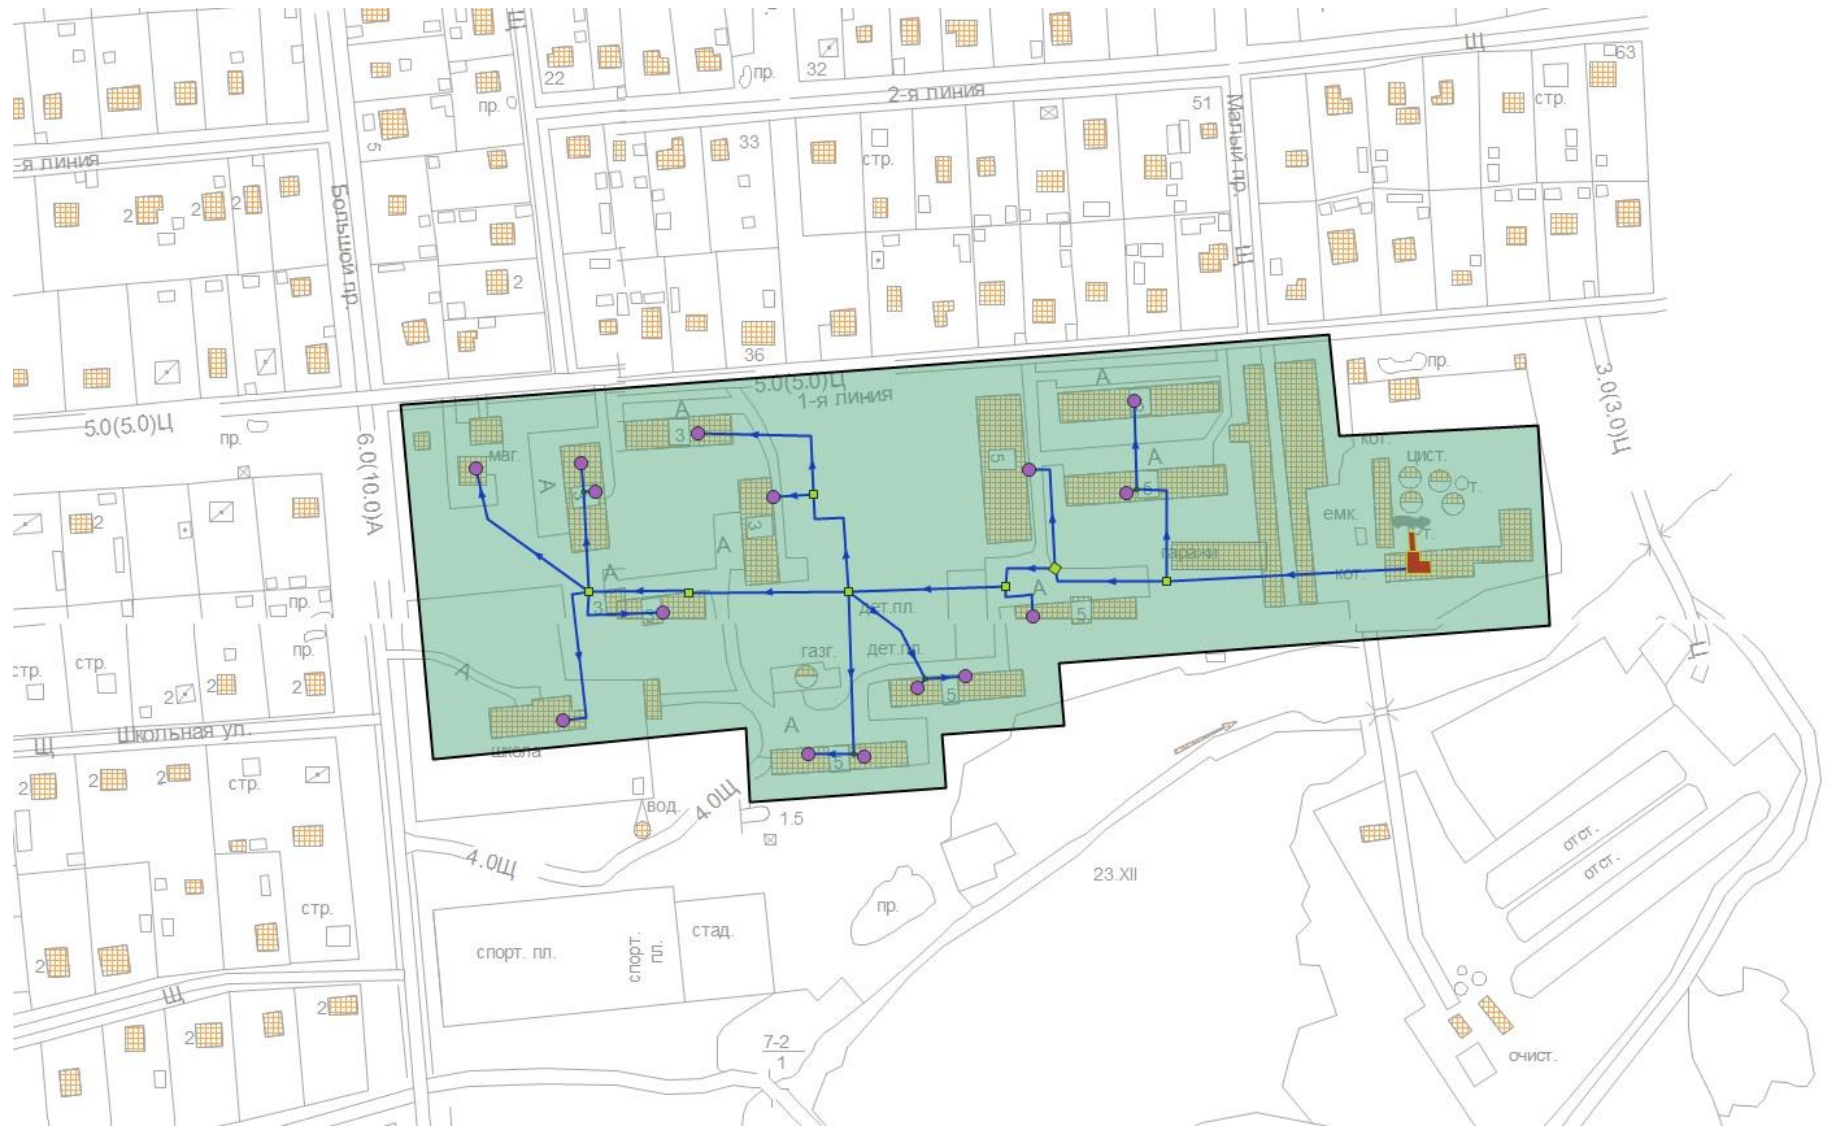 Щ
22
пр.
32
Щ
63
2-я линия
51
стр.
пр.
5
33
стр.
Малый пр.
-я линия
Большой пр.
2
2
2
2
Щ
36
5.0(5.0)Ц
1-я линия
5.0(5.0)Ц
пр.
6.0(10.0)А
А
3
маг.
А
3
А
5
А
5
А
5
кот.
пр.
3.0(3.0)Ц
цист.
т.
емк.
т.
2
3
А
гаражи
кот.
А
3
3
А
5
дет.пл.
дет.пл.
газг.
пр.
пр.
стр.
стр.
2
2
2
А
5
Щ
Школьная ул.
Щ
школа
А
5
2
2
2
стр.
вод.
4.0Щ
1.5
4.0Щ
23.XII
отст.
отст.
стр.
пр.
спорт. пл.
спорт. пл.
стад.
2
Щ
2
2
7-2
1
очист.